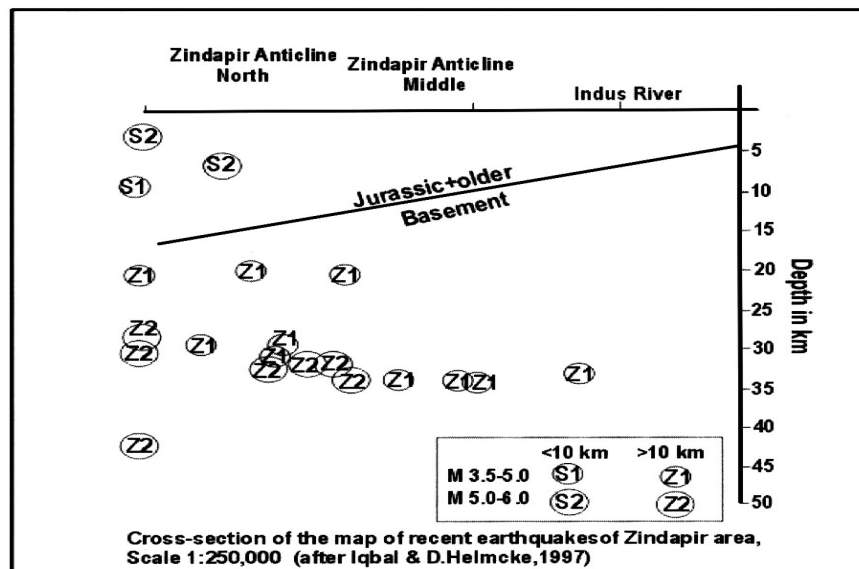 Zindapir Anticline
North
Zindapir Anticline
Middle
Indus River
S2
5
S2
Jurassic+older
S1
10
Basement
15
Z1
Z1
Z1
20
25
Z2
Z1
Z1
Z2
Z1
30
Z2
Z2
Z2
Z2
Z1
Z1
Z1
Z1
35
40
Z2
45
50
Depth in km
<10 km >10 km
M 3.5-5.0 S1 Z1
M 5.0-6.0 S2 Z2
Cross-section of the map of recent earthquakes of Zindapir area,
Scale 1:250,000 (after Iqbal & D.Helmcke,1997)